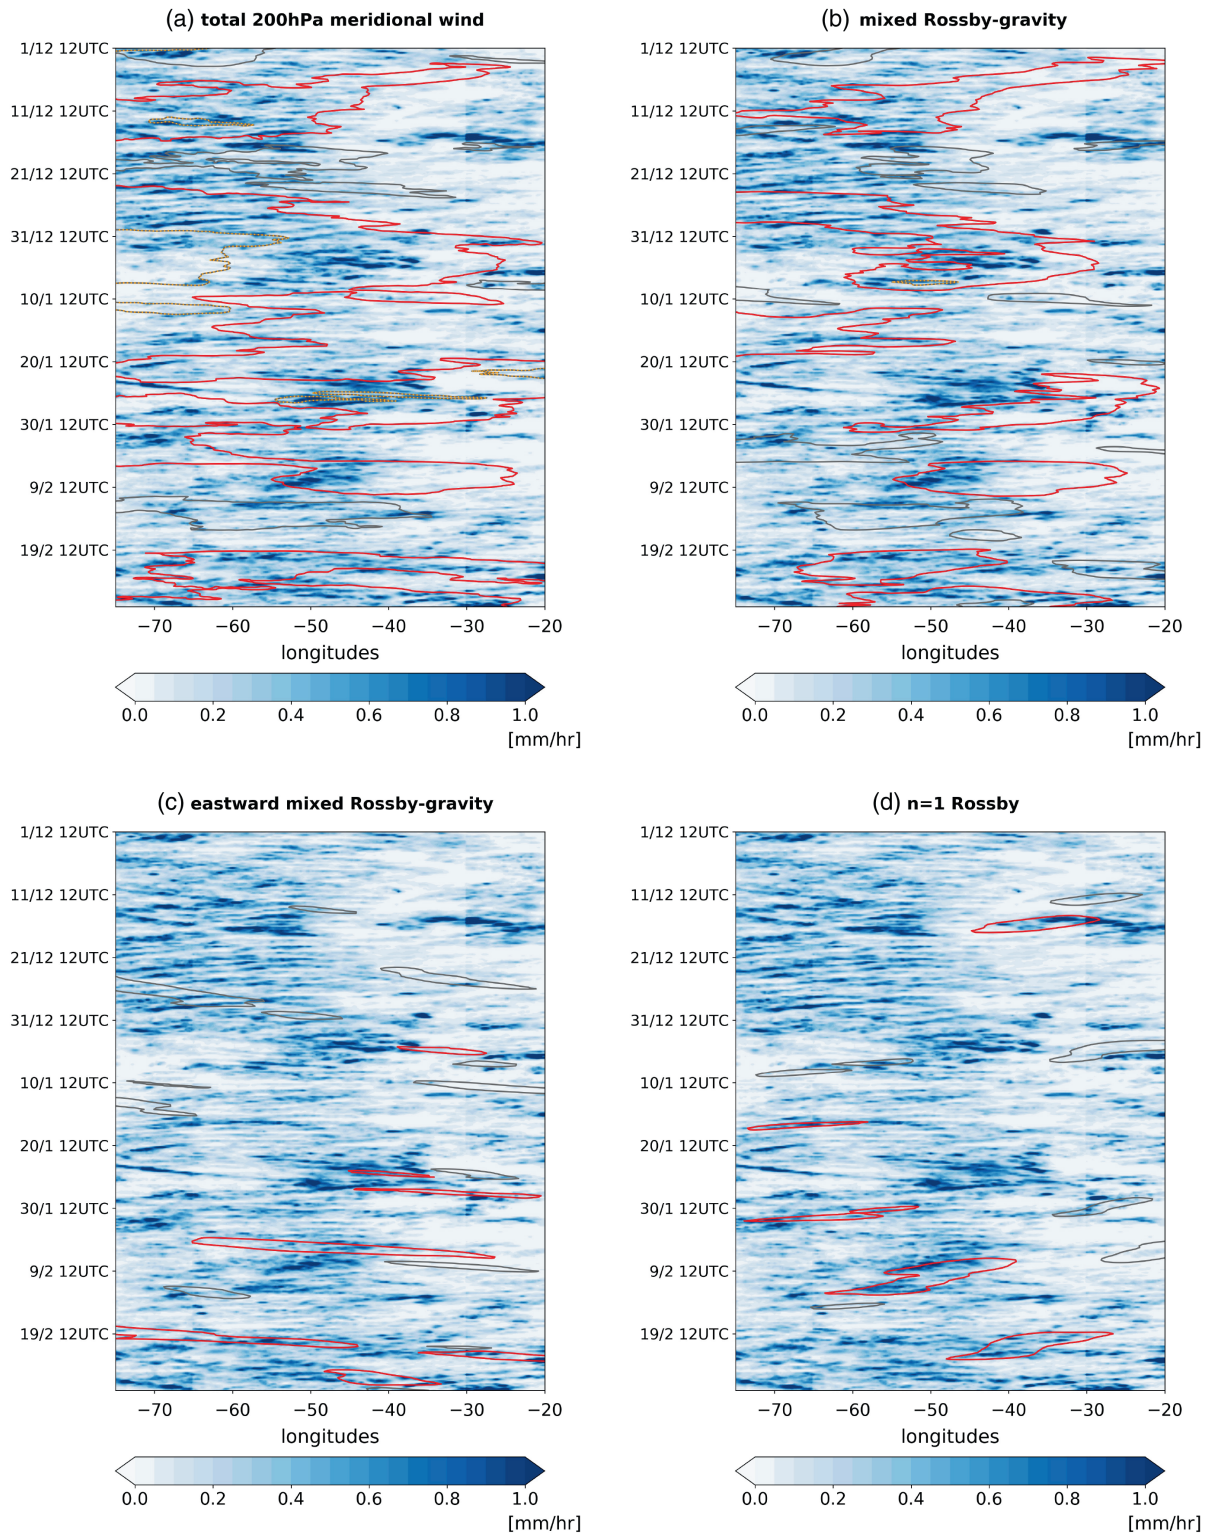 (a) total 200hPa meridional wind
1/12 12UTC
11/12 12UTC
21/12 12UTC
31/12 12UTC
10/1 12UTC
20/1 12UTC
30/1 12UTC
9/2 12UTC
19/2 12UTC
−70 −60 −50 −40 −30 −20
longitudes
0.0 0.2 0.4 0.6 0.8 1.0
[mm/hr]
(b) mixed Rossby-gravity
1/12 12UTC
11/12 12UTC
21/12 12UTC
31/12 12UTC
10/1 12UTC
20/1 12UTC
30/1 12UTC
9/2 12UTC
19/2 12UTC
−70 −60 −50 −40 −30 −20
longitudes
0.0 0.2 0.4 0.6 0.8 1.0
[mm/hr]
(c) eastward mixed Rossby-gravity
1/12 12UTC
11/12 12UTC
21/12 12UTC
31/12 12UTC
10/1 12UTC
20/1 12UTC
30/1 12UTC
9/2 12UTC
19/2 12UTC
−70 −60 −50 −40 −30 −20
longitudes
0.0 0.2 0.4 0.6 0.8 1.0
[mm/hr]
(d) n=1 Rossby
1/12 12UTC
11/12 12UTC
21/12 12UTC
31/12 12UTC
10/1 12UTC
20/1 12UTC
30/1 12UTC
9/2 12UTC
19/2 12UTC
−70 −60 −50 −40 −30 −20
longitudes
0.0 0.2 0.4 0.6 0.8 1.0
[mm/hr]